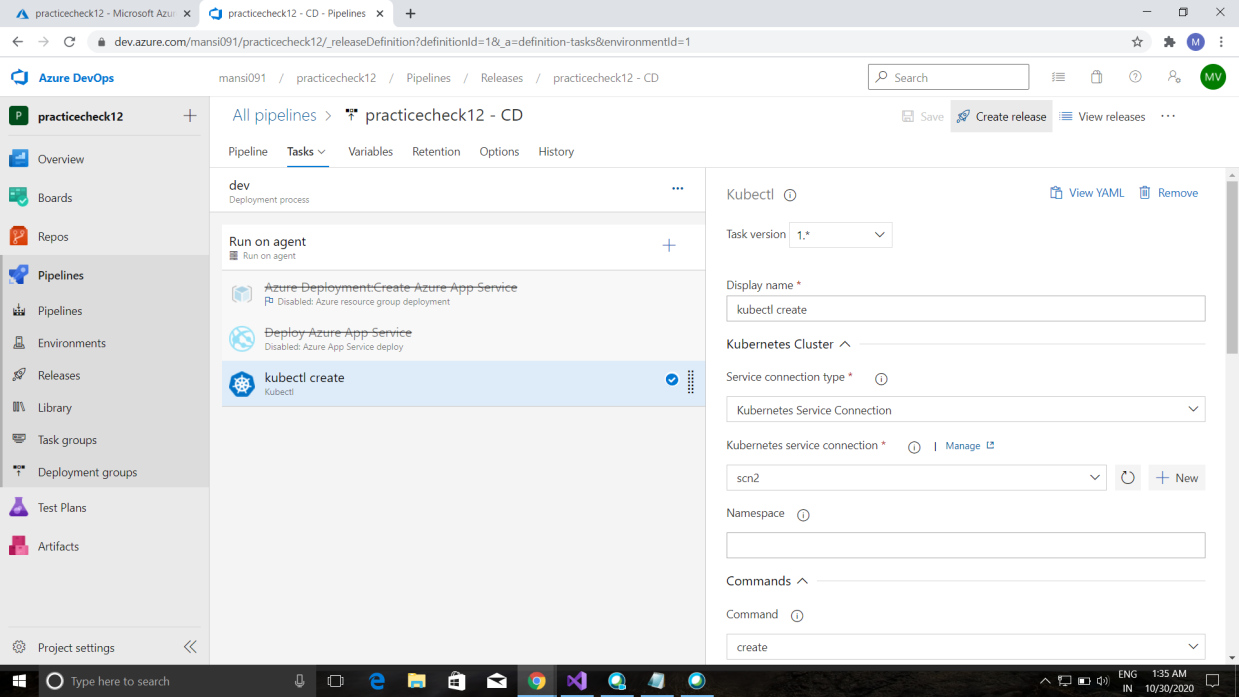 practicecheck12 - Microsoft Azur
practicecheck12 - CD - Pipelines
dev.azure.com/mansi091/practicecheck12/_releaseDefinition?definitionId=1&_a=definition-tasks&environmentId=1
M
Azure DevOps
mansi091 / practicecheck12 / Pipelines / Releases / practicecheck12 - CD
Search
MV
P practicecheck12
All pipelines > practicecheck12 - CD
Save
Create release
View releases
Pipeline
Tasks
Variables
Retention
Options
History
Overview
Boards
Repos
Pipelines
Pipelines
Environments
Releases
Library
Task groups
Deployment groups
Test Plans
Artifacts
Project settings
dev
Deployment process
Run on agent
Run on agent
Azure Deployment:Create Azure App Service
Disabled: Azure resource group deployment
Deploy Azure App Service
Disabled: Azure App Service deploy
kubectl create
Kubectl
Kubectl
View YAML
Remove
Task version 1.*
Display name *
kubectl create
Kubernetes Cluster
Service connection type *
Kubernetes Service Connection
Kubernetes service connection * | Manage
scn2
New
Namespace
Commands
Command
create
Type here to search
ENG
IN
1:35 AM
10/30/2020